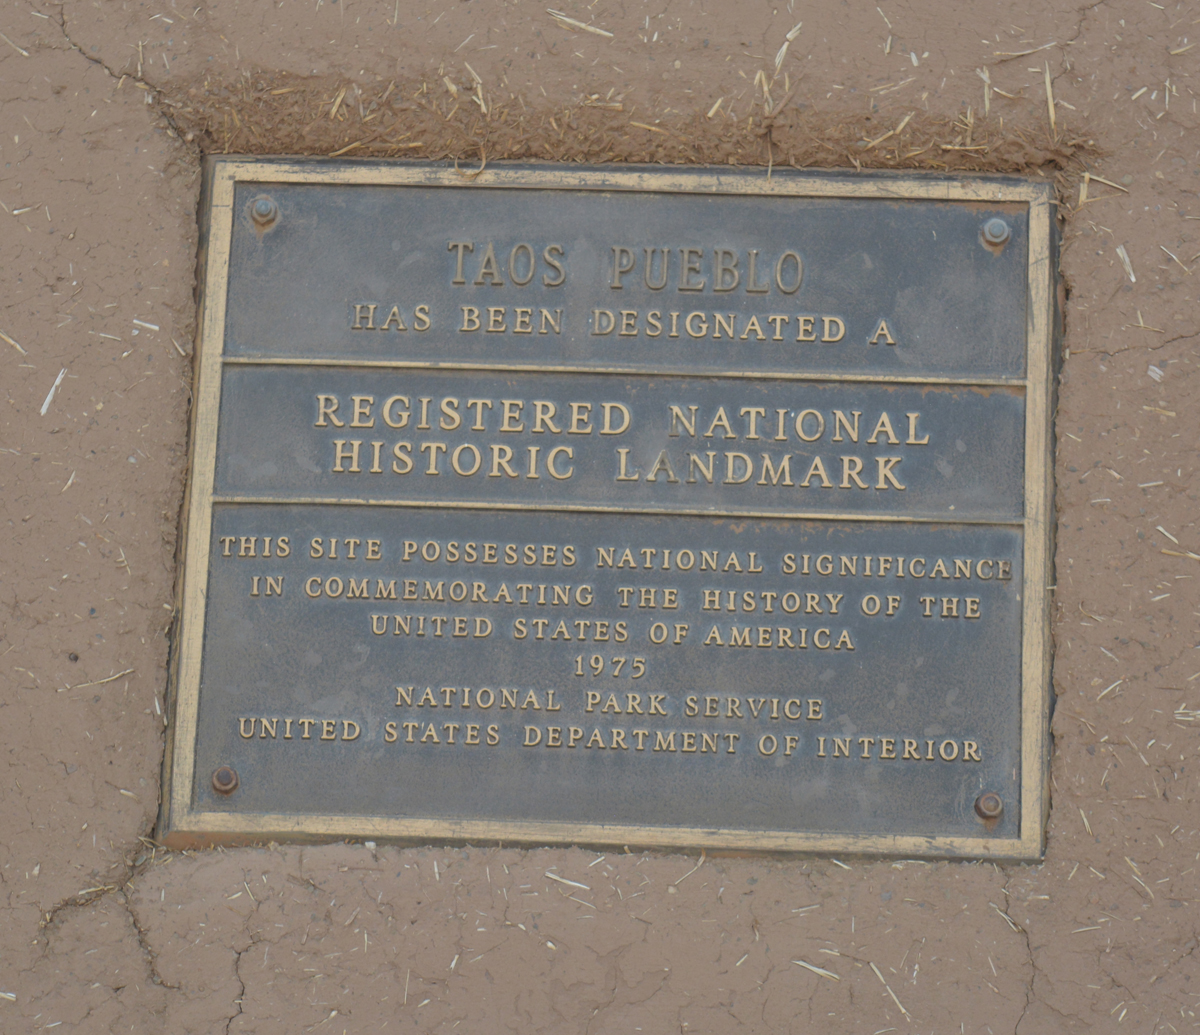 TAOS PUEBLO
HAS BEEN DESIGNATED A
REGISTERED NATIONAL
HISTORIC LANDMARK
THIS SITE POSSESSES NATIONAL SIGNIFICANCE
IN COMMEMORATING THE HISTORY OF THE
UNITED STATES OF AMERICA
1975
NATIONAL PARK SERVICE
UNITED STATES DEPARTMENT OF INTERIOR